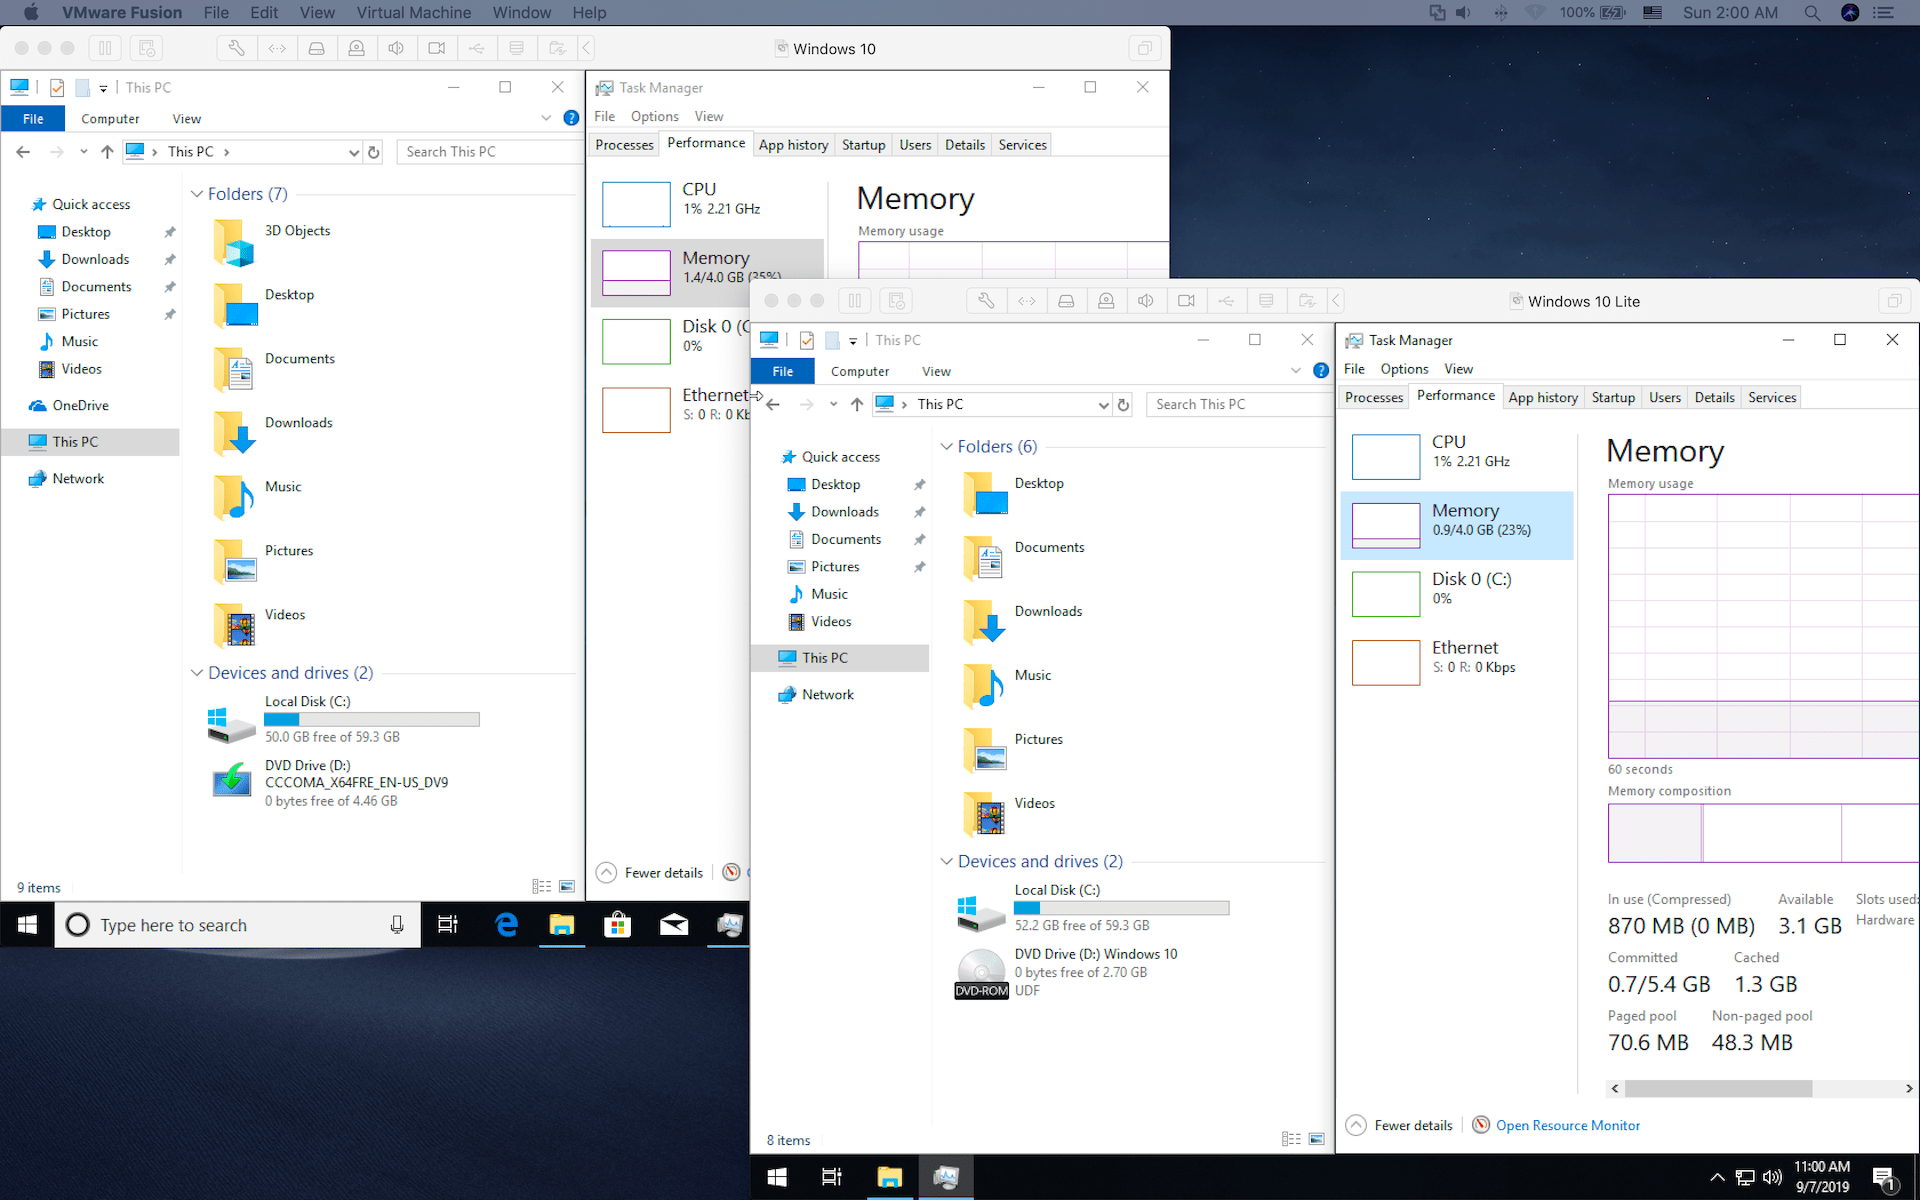 VMware Fusion File Edit View Virtual Machine Window Help 100% Sun 2:00 AM
Windows 10
This PC
File Computer View
This PC
Search This PC
Quick access
Desktop
Downloads
Documents
Pictures
Music
Videos
OneDrive
This PC
Network
Folders (7)
3D Objects
Desktop
Documents
Downloads
Music
Pictures
Videos
Devices and drives (2)
Local Disk (C:)
50.0 GB free of 59.3 GB
DVD Drive (D:)
CCCOMA_X64FRE_EN-US_DV9
0 bytes free of 4.46 GB
9 items
Type here to search
Task Manager
File Options View
Processes Performance App history Startup Users Details Services
CPU
1% 2.21 GHz
Memory
1.4/4.0 GB (35%)
Disk 0 (C
0%
Ethernet
S: 0 R: 0 Kb
Memory
Memory usage
Fewer details
Windows 10 Lite
This PC
File Computer View
This PC
Search This PC
Quick access
Desktop
Downloads
Documents
Pictures
Music
Videos
This PC
Network
Folders (6)
Desktop
Documents
Downloads
Music
Pictures
Videos
Devices and drives (2)
Local Disk (C:)
52.2 GB free of 59.3 GB
DVD Drive (D:) Windows 10
0 bytes free of 2.70 GB
UDF
DVD-ROM
8 items
Task Manager
File Options View
Processes Performance App history Startup Users Details Services
CPU
1% 2.21 GHz
Memory
0.9/4.0 GB (23%)
Disk 0 (C:)
0%
Ethernet
S: 0 R: 0 Kbps
Memory
Memory usage
60 seconds
Memory composition
In use (Compressed) Available Slots used:
870 MB (0 MB) 3.1 GB Hardware
Committed Cached
0.7/5.4 GB 1.3 GB
Paged pool Non-paged pool
70.6 MB 48.3 MB
Fewer details Open Resource Monitor
11:00 AM
9/7/2019
1